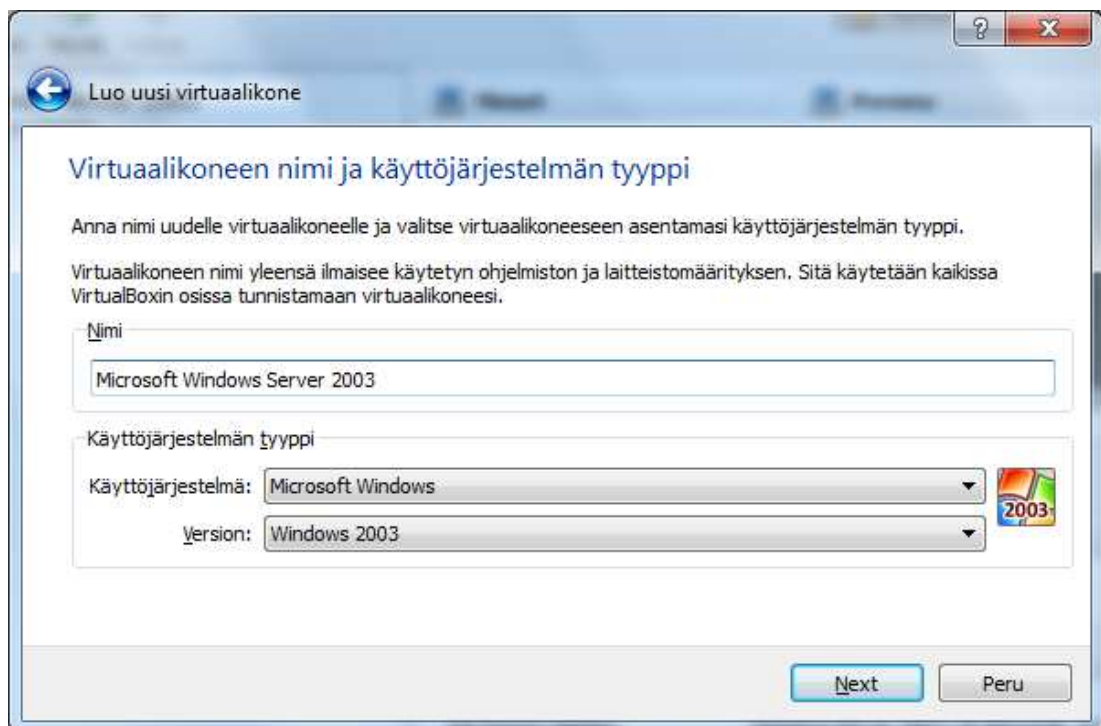 Luo uusi virtuaalikone
Virtuaalikoneen nimi ja käyttöjärjestelmän tyyppi
Anna nimi uudelle virtuaalikoneelle ja valitse virtuaalikoneeseen asentamasi käyttöjärjestelmän tyyppi.
Virtuaalikoneen nimi yleensä ilmaisee käytetyn ohjelmiston ja laitteistomäärityksen. Sitä käytetään kaikissa
VirtualBoxin osissa tunnistamaan virtuaalikoneesi.
Nimi
Microsoft Windows Server 2003
Käyttöjärjestelmän tyyppi
Käyttöjärjestelmä: Microsoft Windows
2003
Version: Windows 2003
Next Peru